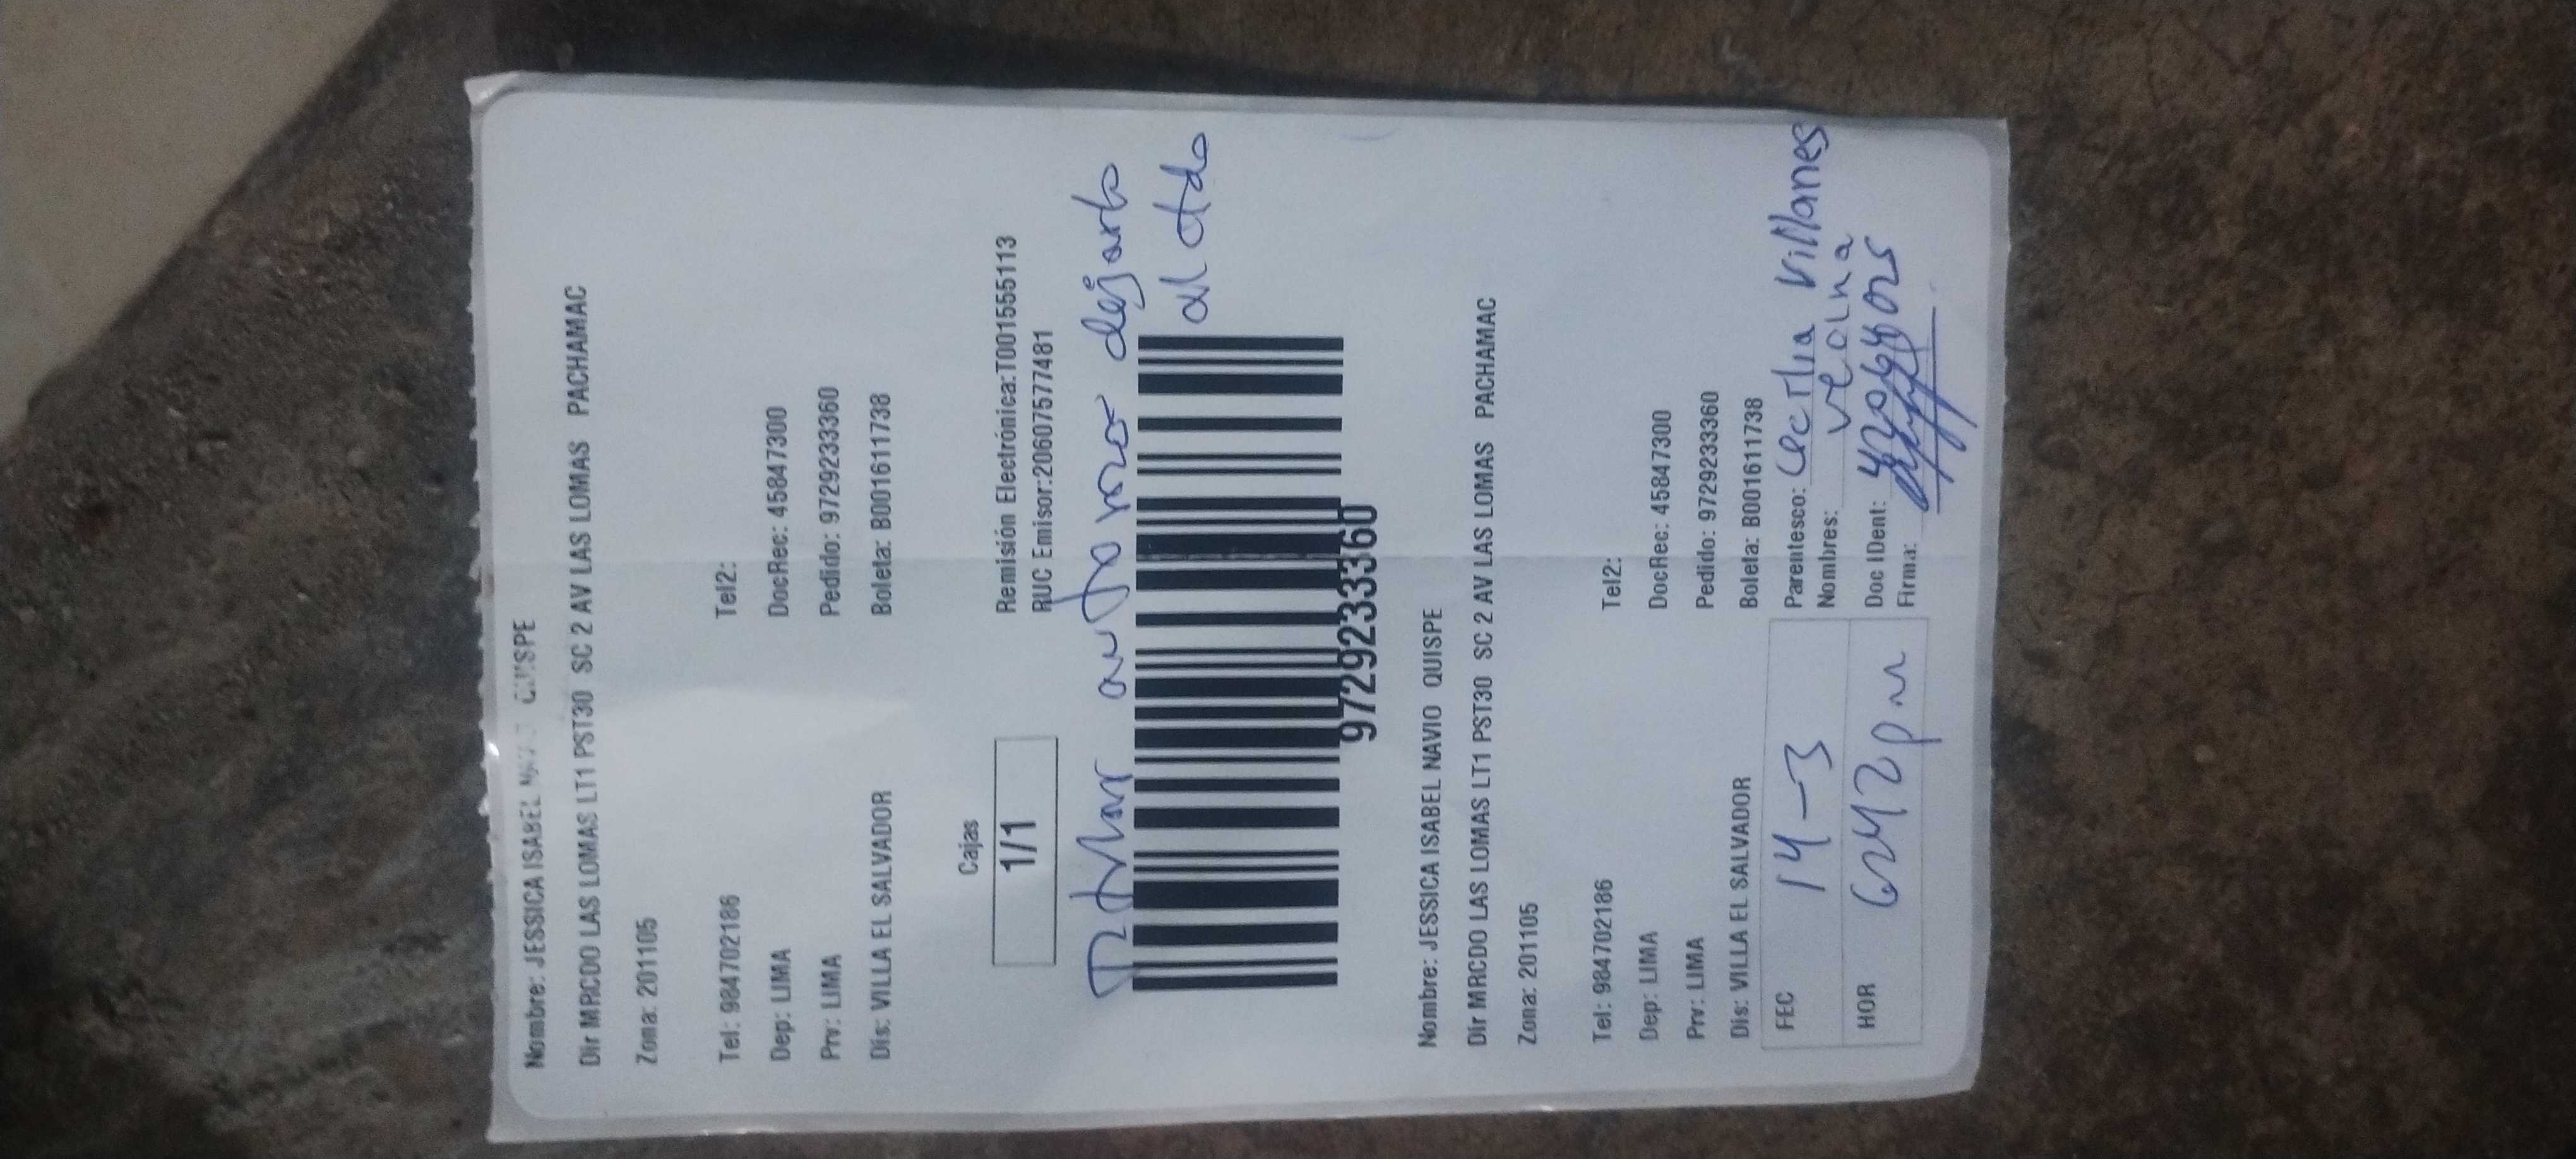 Nombre: JESSICA ISABEL NAVIO QUISPE
Dir MRCDO LAS LOMAS LT1 PST30 SC 2 AV LAS LOMAS PACHAMAC
Zona: 201105
Tel: 984702186 Tel2:
Dep: LIMA DocRec: 45847300
Prv: LIMA Pedido: 9729233360
Dis: VILLA EL SALVADOR Boleta: B001611738
Cajas
1/1
Remisión Electrónica:T001555113
RUC Emisor:20607577481
Titular autorizo dejarlo
al ctdo
9729233360
Nombre: JESSICA ISABEL NAVIO QUISPE
Dir MRCDO LAS LOMAS LT1 PST30 SC 2 AV LAS LOMAS PACHAMAC
Zona: 201105
Tel: 984702186 Tel2:
Dep: LIMA DocRec: 45847300
Prv: LIMA Pedido: 9729233360
Dis: VILLA EL SALVADOR Boleta: B001611738
FEC 14-3 Parentesco: Cecilia Villanes
Nombres: vecina
HOR 642 pm Doc IDent:
Firma: